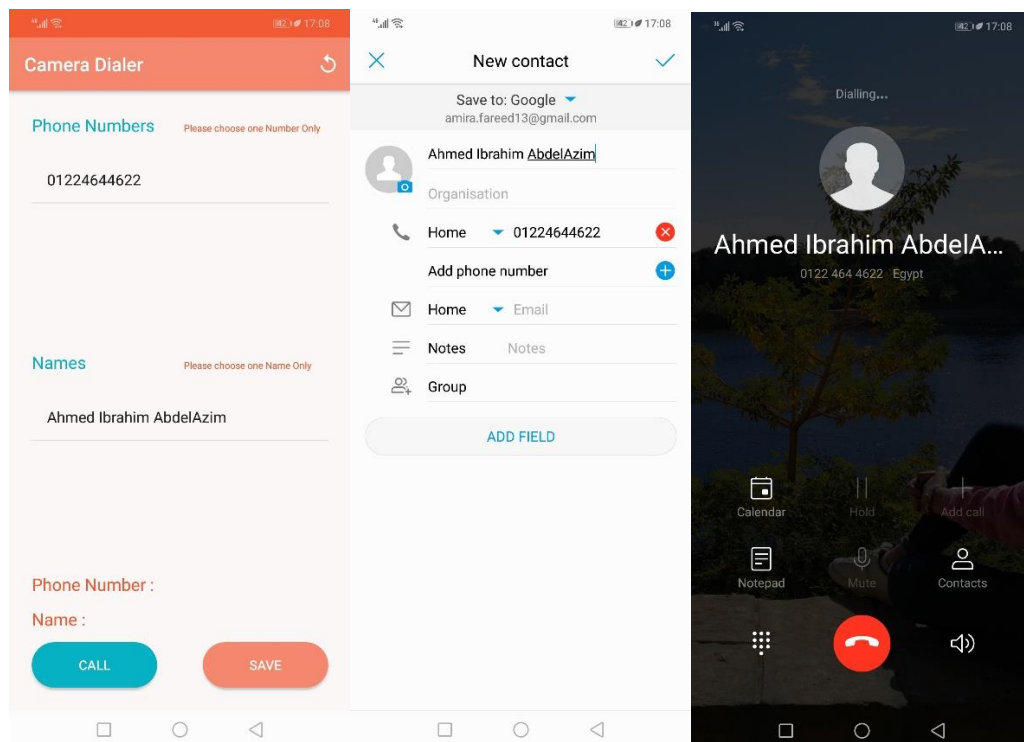 42 17:08
Camera Dialer
Phone Numbers Please choose one Number Only
01224644622
Names Please choose one Name Only
Ahmed Ibrahim AbdelAzim
Phone Number :
Name :
CALL SAVE
42 17:08
New contact
Save to: Google
amira.fareed13@gmail.com
Ahmed Ibrahim AbdelAzim
Organisation
Home 01224644622
Add phone number
Home Email
Notes Notes
Group
ADD FIELD
42 17:08
Dialling...
Ahmed Ibrahim AbdelA...
0122 464 4622 Egypt
Calendar Hold Add call
Notepad Mute Contacts